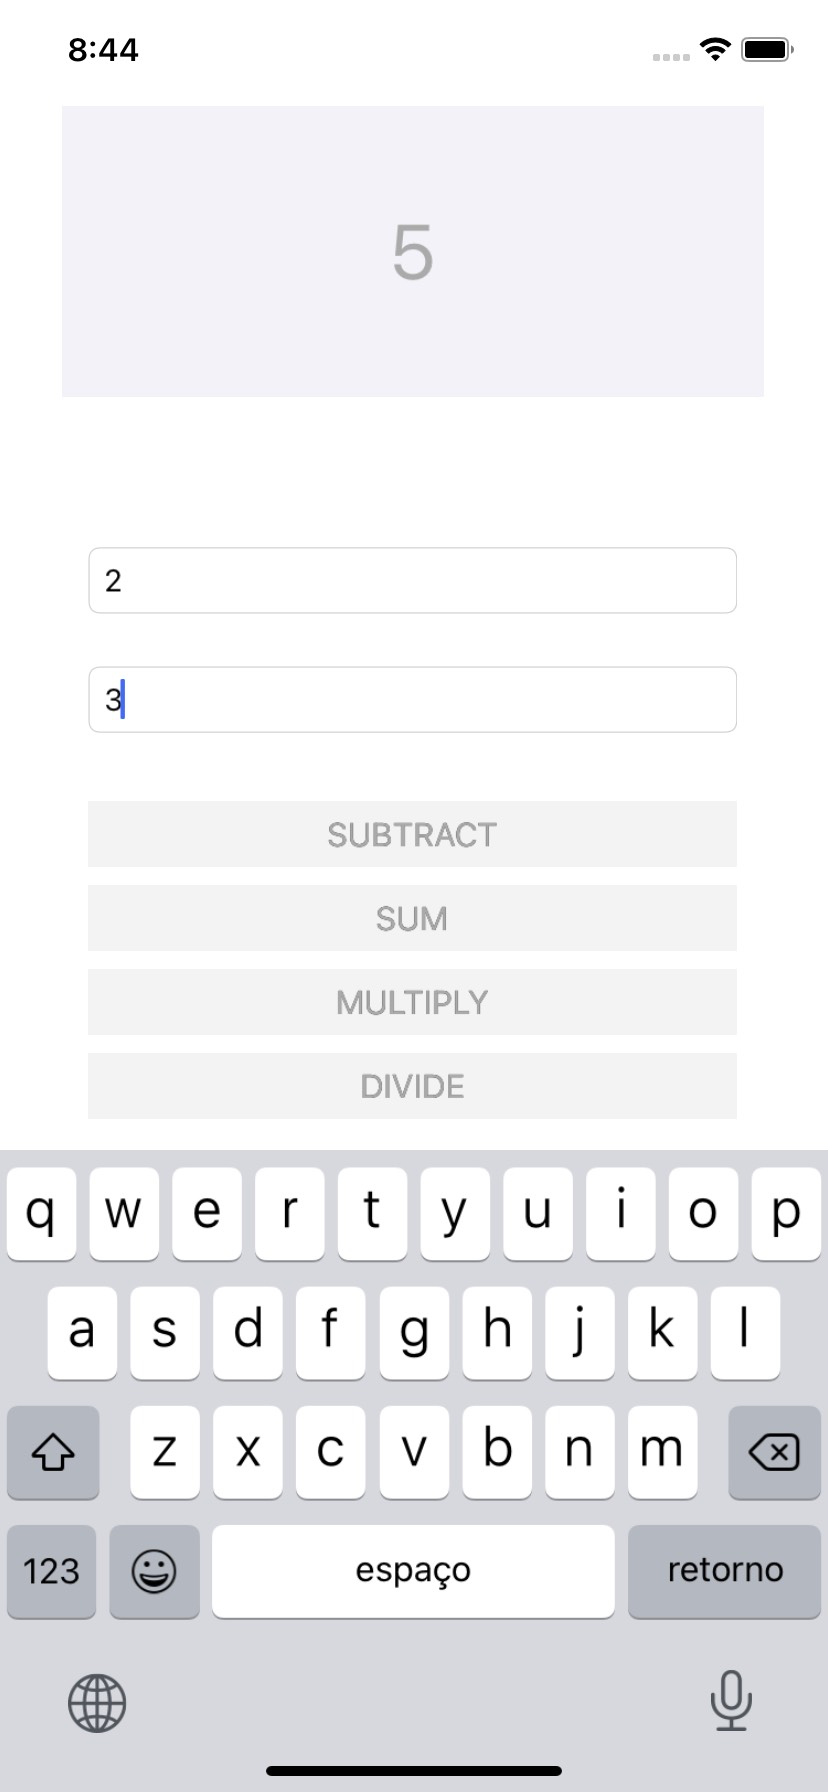 8:44
5
2
3
SUBTRACT
SUM
MULTIPLY
DIVIDE
q w e r t y u i o p
a s d f g h j k l
z x c v b n m
123 espaço retorno